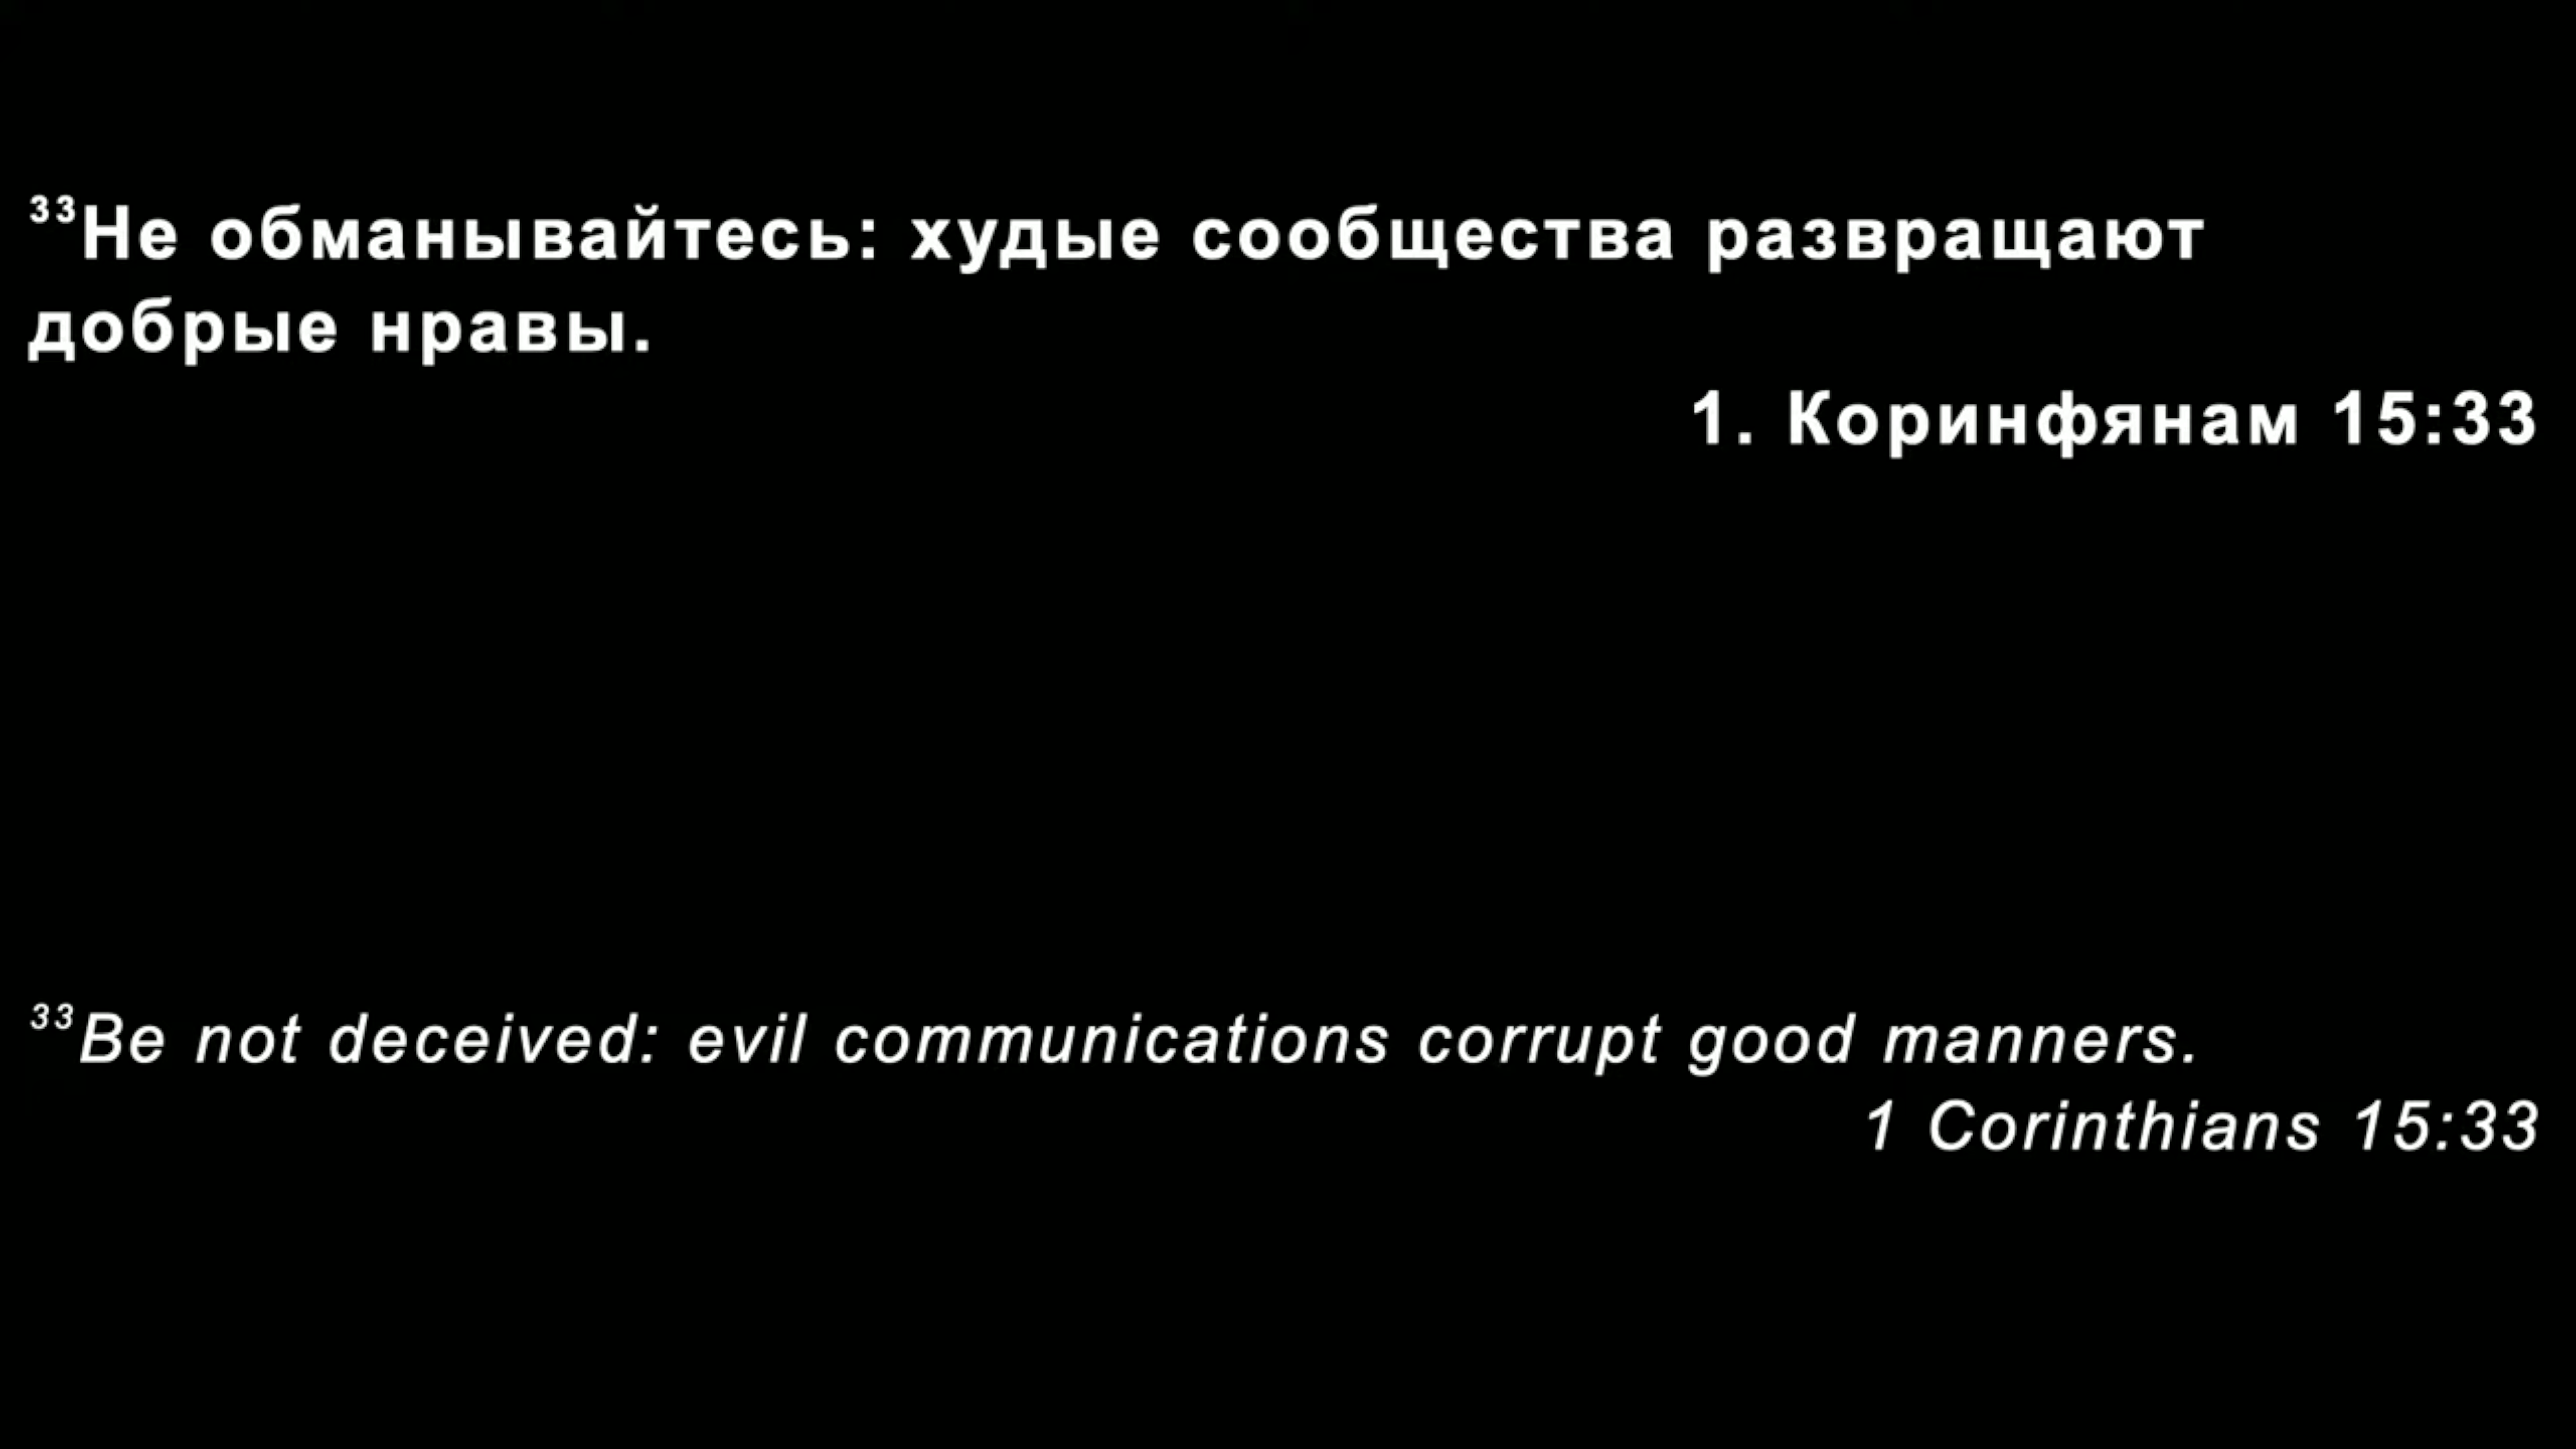 ³³Не обманывайтесь: худые сообщества развращают
добрые нравы.
1. Коринфянам 15:33
³³Be not deceived: evil communications corrupt good manners.
1 Corinthians 15:33